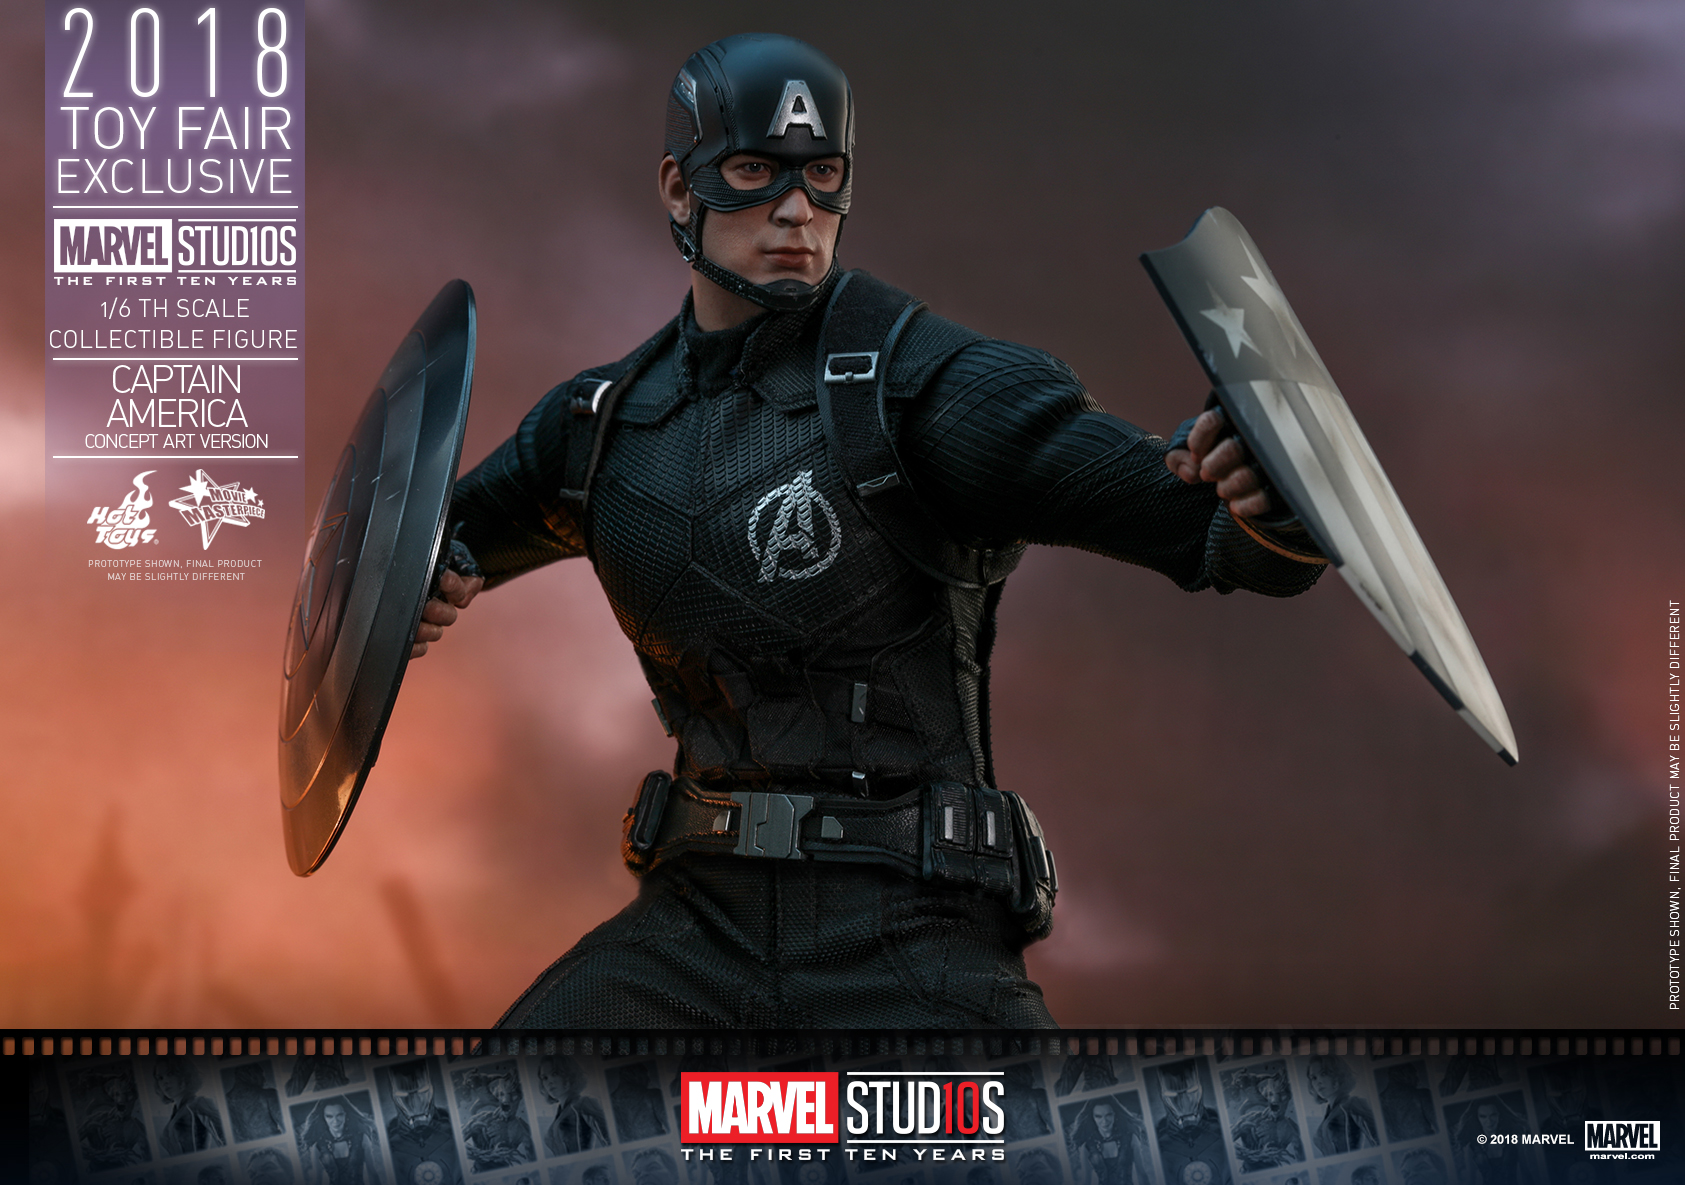 2018
TOY FAIR
EXCLUSIVE
MARVEL STUD10S
THE FIRST TEN YEARS
1/6 TH SCALE
COLLECTIBLE FIGURE
CAPTAIN
AMERICA
CONCEPT ART VERSION
Hot Toys®
MOVIE
MASTERPIECE
PROTOTYPE SHOWN, FINAL PRODUCT
MAY BE SLIGHTLY DIFFERENT
A
A
PROTOTYPE SHOWN, FINAL PRODUCT MAY BE SLIGHTLY DIFFERENT
MARVEL STUD10S
THE FIRST TEN YEARS
© 2018 MARVEL
MARVEL
marvel.com